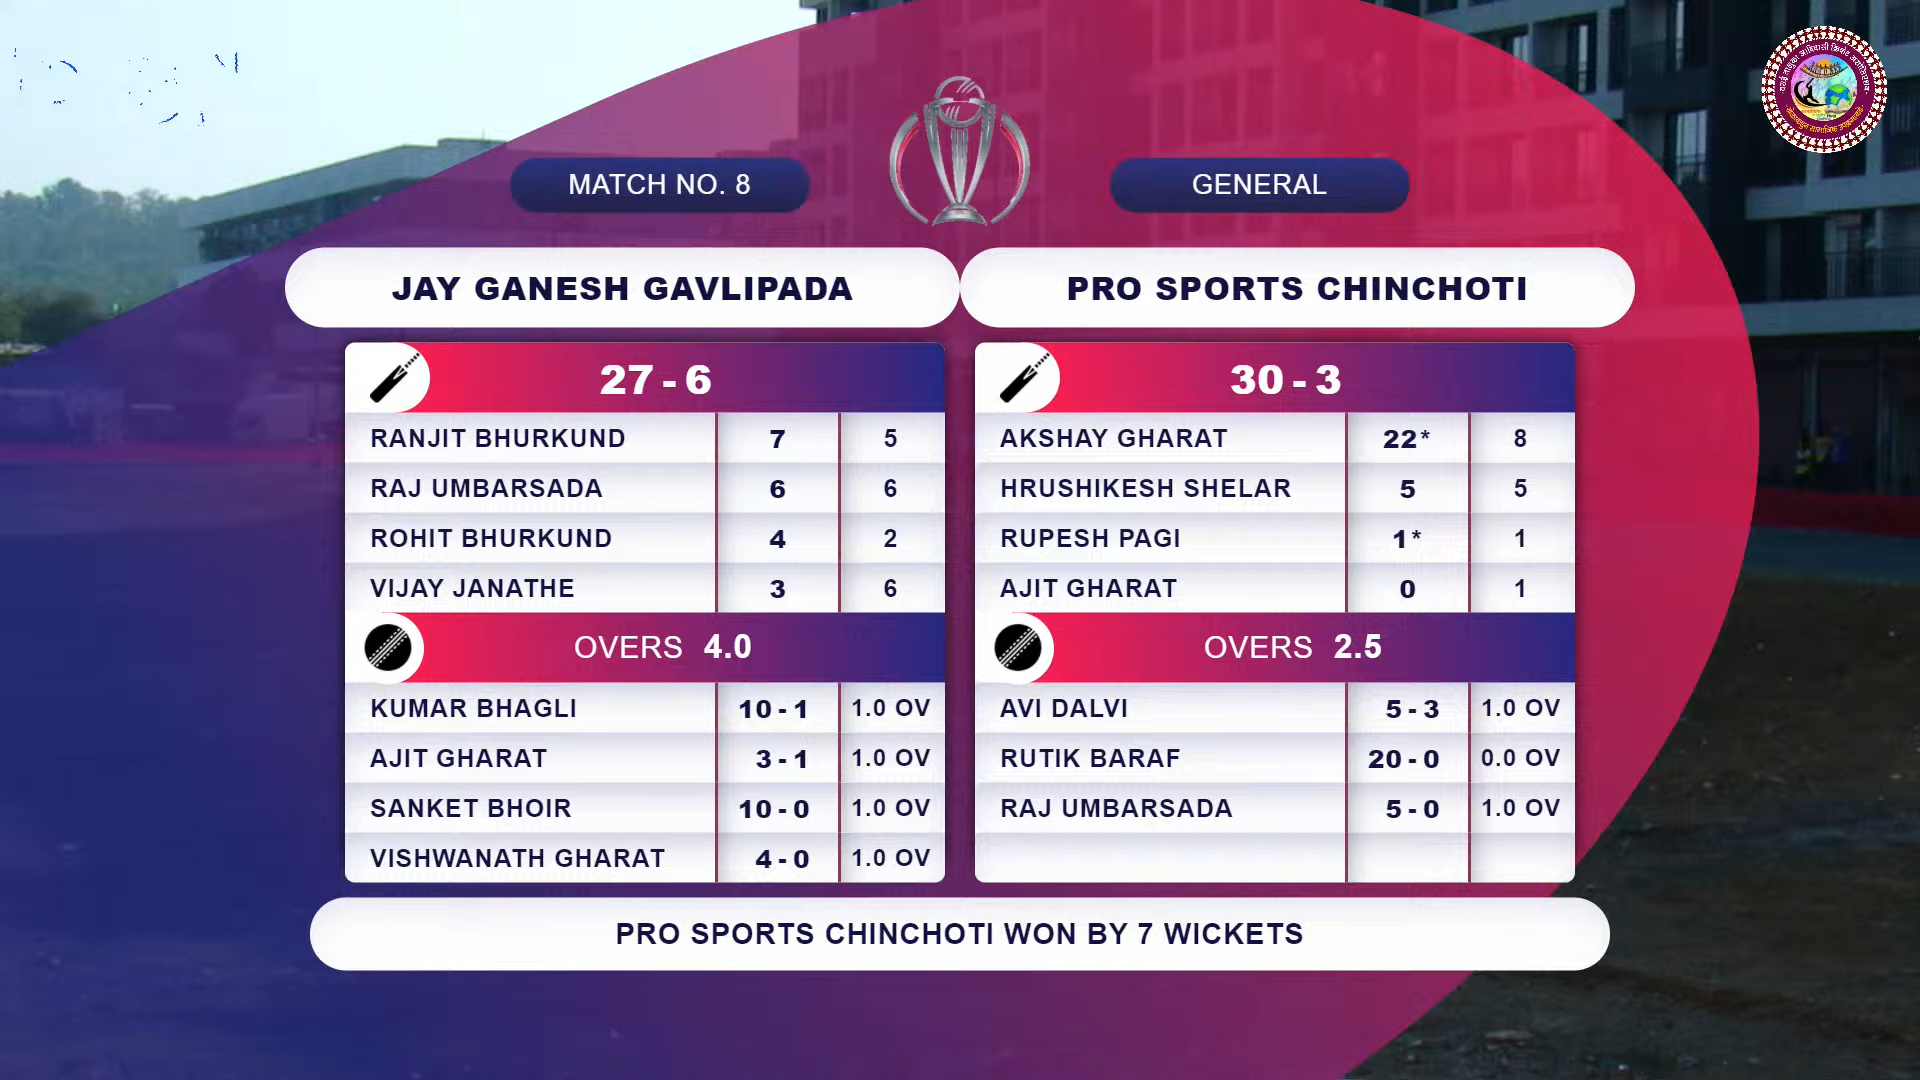 MATCH NO. 8
GENERAL
JAY GANESH GAVLIPADA
27 - 6
RANJIT BHURKUND 7 5
RAJ UMBARSADA 6 6
ROHIT BHURKUND 4 2
VIJAY JANATHE 3 6
OVERS 4.0
KUMAR BHAGLI 10 - 1 1.0 OV
AJIT GHARAT 3 - 1 1.0 OV
SANKET BHOIR 10 - 0 1.0 OV
VISHWANATH GHARAT 4 - 0 1.0 OV
PRO SPORTS CHINCHOTI
30 - 3
AKSHAY GHARAT 22* 8
HRUSHIKESH SHELAR 5 5
RUPESH PAGI 1* 1
AJIT GHARAT 0 1
OVERS 2.5
AVI DALVI 5 - 3 1.0 OV
RUTIK BARAF 20 - 0 0.0 OV
RAJ UMBARSADA 5 - 0 1.0 OV
PRO SPORTS CHINCHOTI WON BY 7 WICKETS